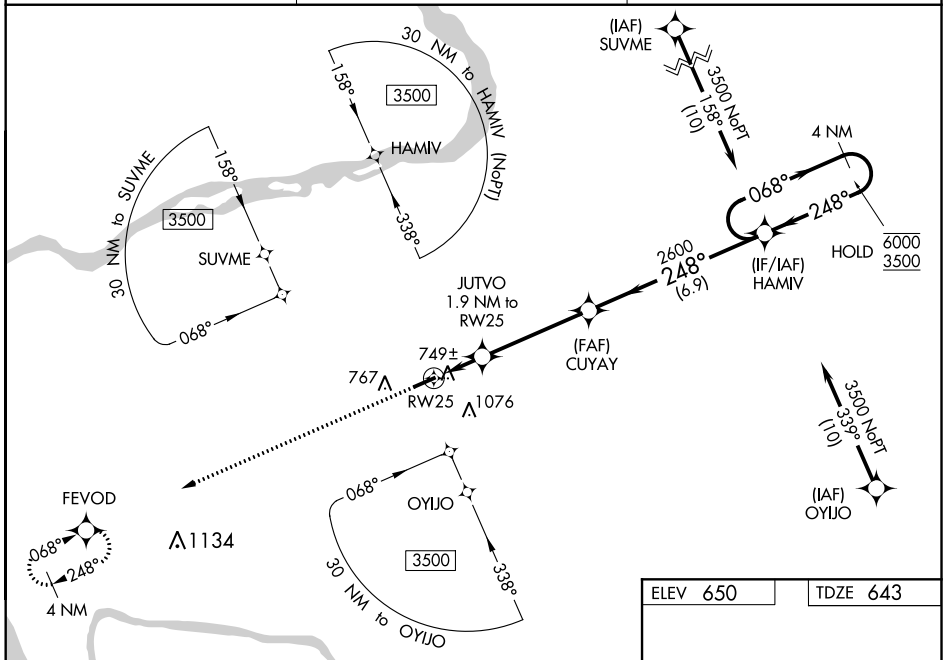 (IAF)
SUVME
3500 NoPT
158°
(10)
30 NM to HAMIV (NoPT)
158°
3500
HAMIV
338°
30 NM to SUVME
158°
3500
SUVME
068°
4 NM
068°
248°
HOLD
6000
3500
(IF/IAF)
HAMIV
2600
248°
(6.9)
JUTVO
1.9 NM to
RW25
(FAF)
CUYAY
749±
767
RW25
1076
3500 NoPT
339°
(10)
(IAF)
OYIJO
068°
OYIJO
3500
338°
30 NM to OYIJO
FEVOD
068°
248°
4 NM
1134
ELEV 650
TDZE 643